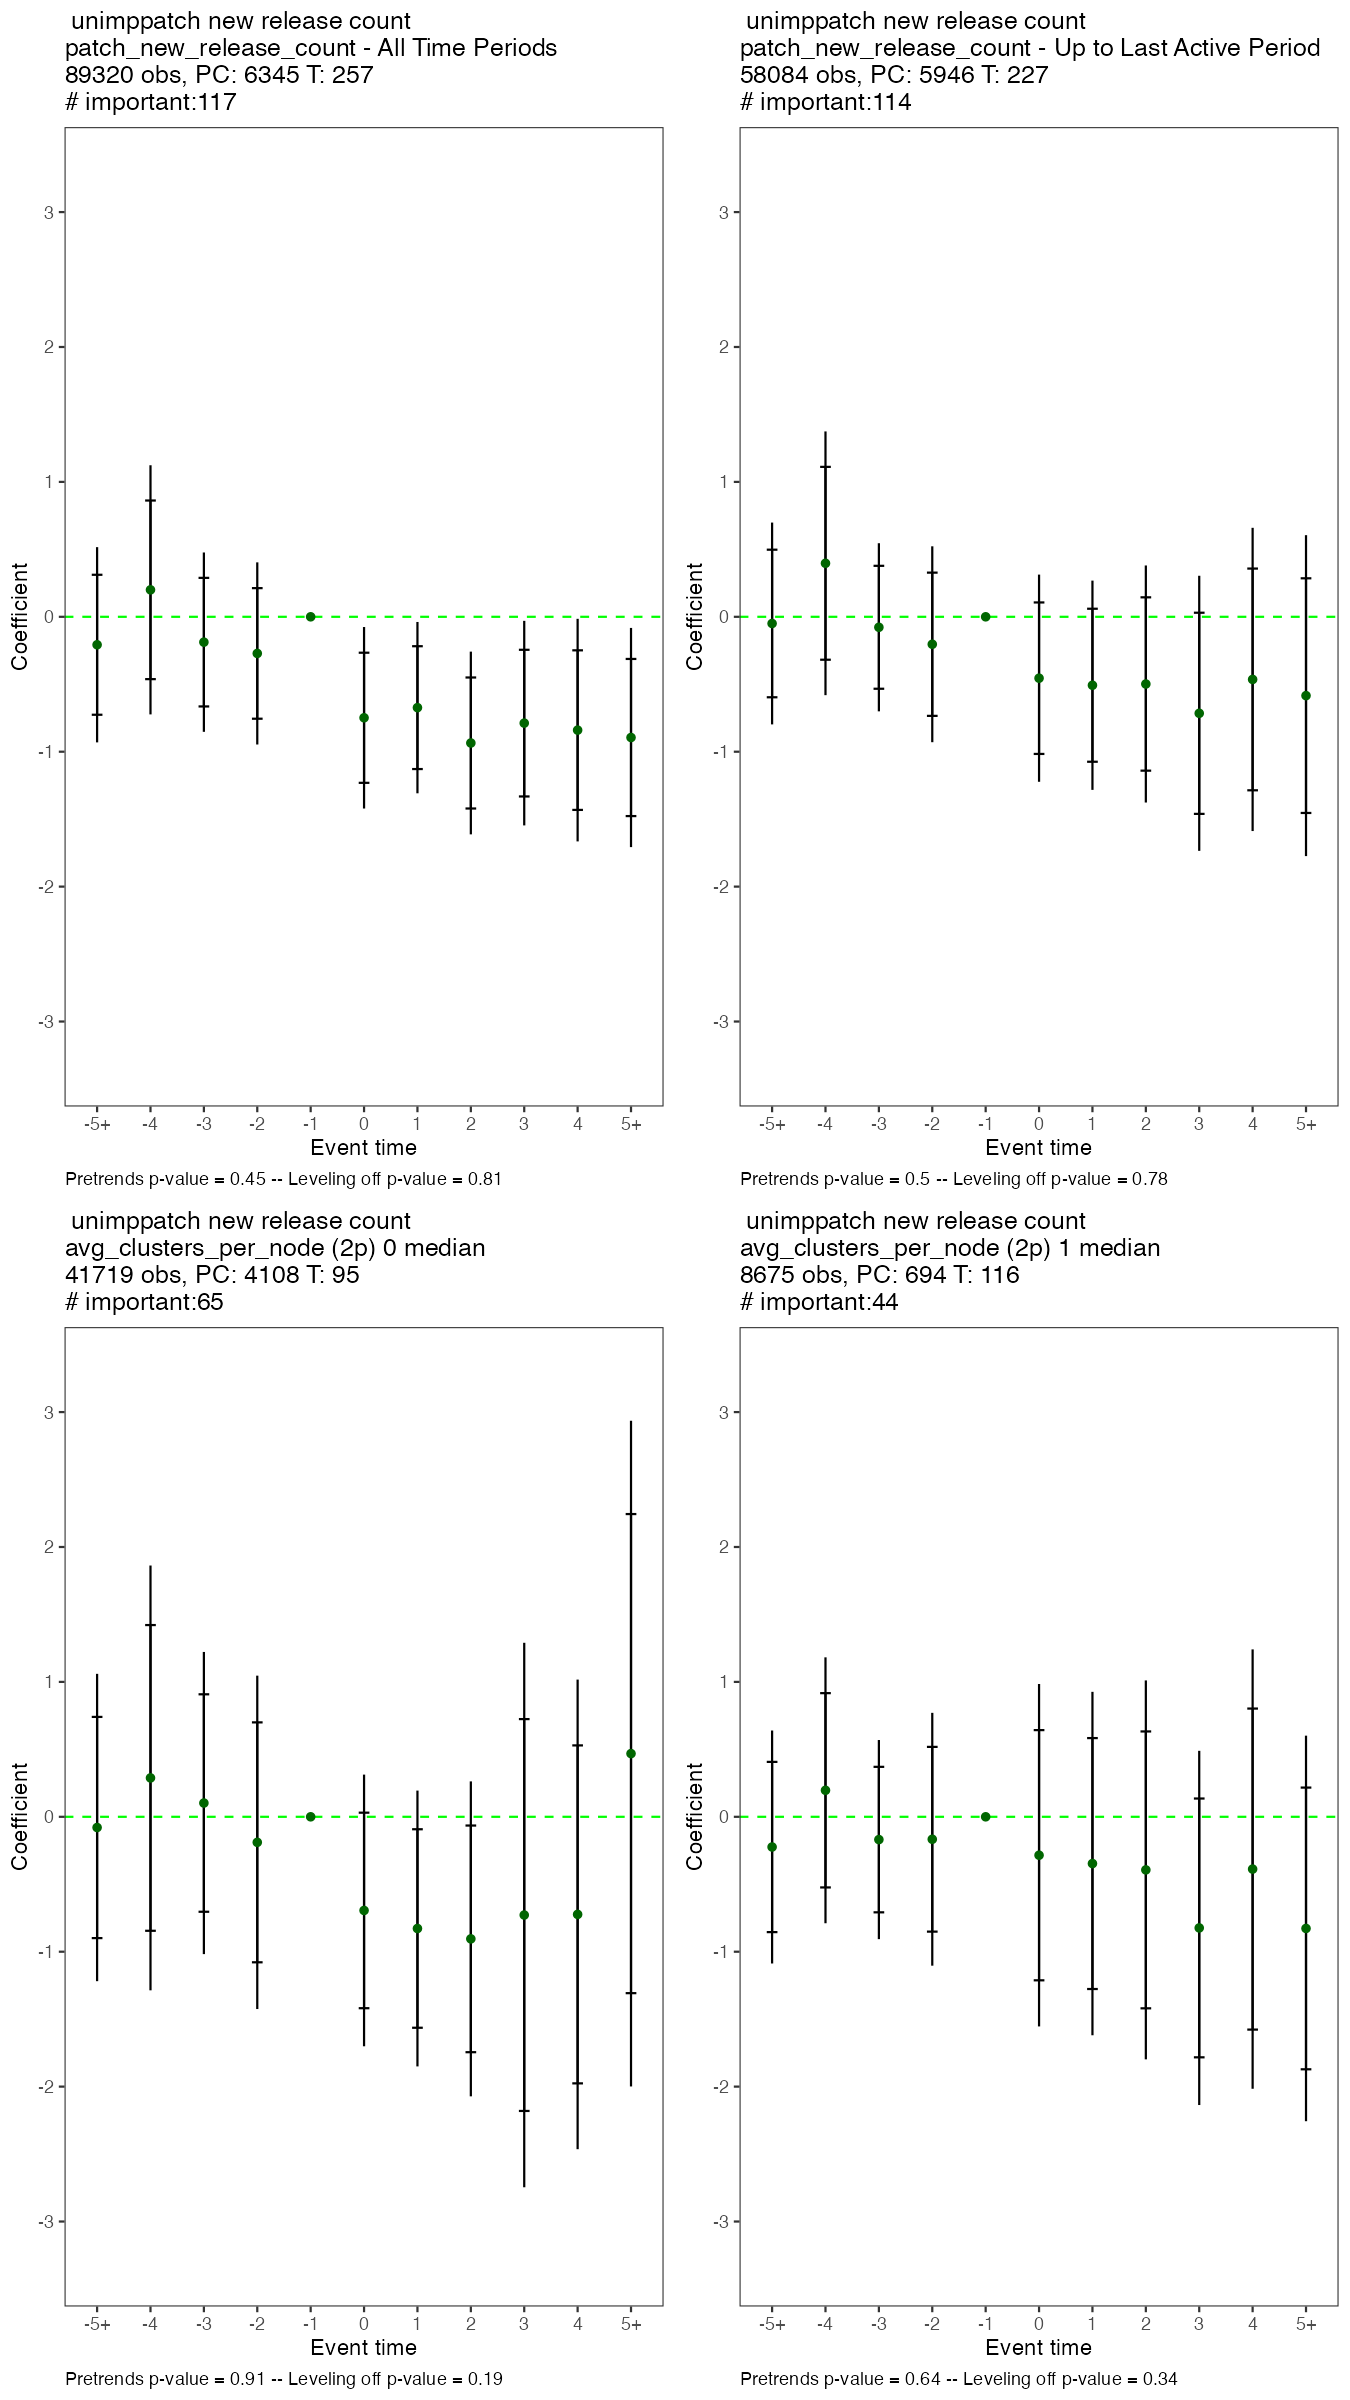 unimppatch new release count
patch_new_release_count - All Time Periods
89320 obs, PC: 6345 T: 257
# important:117
3
2
1
0
-1
-2
-3
Coefficient
-5+ -4 -3 -2 -1 0 1 2 3 4 5+
Event time
Pretrends p-value = 0.45 -- Leveling off p-value = 0.81
unimppatch new release count
patch_new_release_count - Up to Last Active Period
58084 obs, PC: 5946 T: 227
# important:114
3
2
1
0
-1
-2
-3
Coefficient
-5+ -4 -3 -2 -1 0 1 2 3 4 5+
Event time
Pretrends p-value = 0.5 -- Leveling off p-value = 0.78
unimppatch new release count
avg_clusters_per_node (2p) 0 median
41719 obs, PC: 4108 T: 95
# important:65
3
2
1
0
-1
-2
-3
Coefficient
-5+ -4 -3 -2 -1 0 1 2 3 4 5+
Event time
Pretrends p-value = 0.91 -- Leveling off p-value = 0.19
unimppatch new release count
avg_clusters_per_node (2p) 1 median
8675 obs, PC: 694 T: 116
# important:44
3
2
1
0
-1
-2
-3
Coefficient
-5+ -4 -3 -2 -1 0 1 2 3 4 5+
Event time
Pretrends p-value = 0.64 -- Leveling off p-value = 0.34